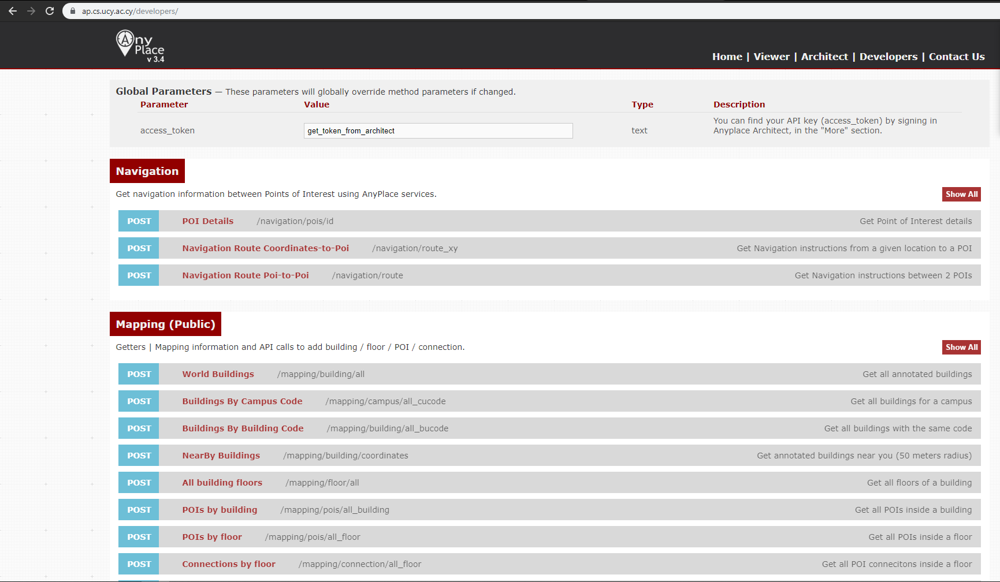 ap.cs.ucy.ac.cy/developers/
Any
Place
v 3.4
Home | Viewer | Architect | Developers | Contact Us
Global Parameters — These parameters will globally override method parameters if changed.
Parameter Value Type Description
access_token get_token_from_architect text You can find your API key (access_token) by signing in
Anyplace Architect, in the "More" section.
Navigation
Get navigation information between Points of Interest using AnyPlace services. Show All
POST POI Details /navigation/pois/id Get Point of Interest details
POST Navigation Route Coordinates-to-Poi /navigation/route_xy Get Navigation instructions from a given location to a POI
POST Navigation Route Poi-to-Poi /navigation/route Get Navigation instructions between 2 POIs
Mapping (Public)
Getters | Mapping information and API calls to add building / floor / POI / connection. Show All
POST World Buildings /mapping/building/all Get all annotated buildings
POST Buildings By Campus Code /mapping/campus/all_cucode Get all buildings for a campus
POST Buildings By Building Code /mapping/building/all_bucode Get all buildings with the same code
POST NearBy Buildings /mapping/building/coordinates Get annotated buildings near you (50 meters radius)
POST All building floors /mapping/floor/all Get all floors of a building
POST POIs by building /mapping/pois/all_building Get all POIs inside a building
POST POIs by floor /mapping/pois/all_floor Get all POIs inside a floor
POST Connections by floor /mapping/connection/all_floor Get all POI connecitons inside a floor